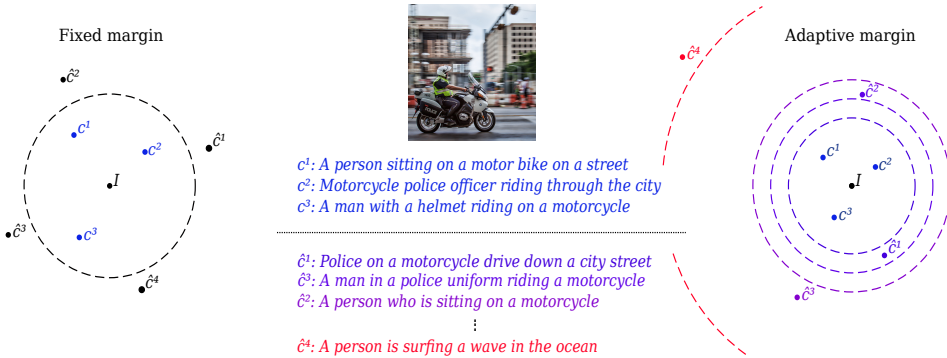 Fixed margin
Adaptive margin
ĉ²
c¹
c²
ĉ¹
I
ĉ³
c³
ĉ⁴
c¹: A person sitting on a motor bike on a street
c²: Motorcycle police officer riding through the city
c³: A man with a helmet riding on a motorcycle
ĉ¹: Police on a motorcycle drive down a city street
ĉ³: A man in a police uniform riding a motorcycle
ĉ²: A person who is sitting on a motorcycle
⋮
ĉ⁴: A person is surfing a wave in the ocean
ĉ⁴
ĉ²
c¹
c²
I
c³
ĉ¹
ĉ³